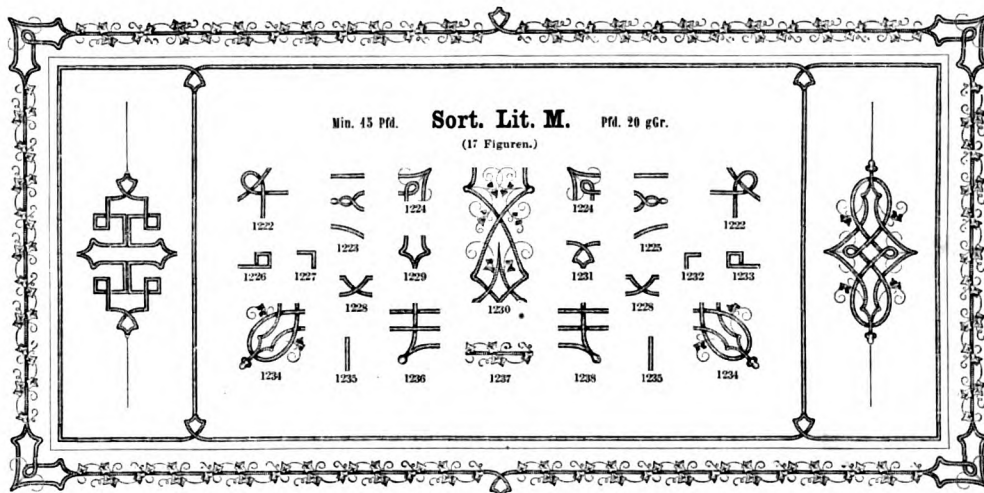 Min. 45 Pfd. Sort. Lit. M. Pfd. 20 gGr.
(17 Figuren.)
1222 1223 1224 1224 1225 1222
1226 1227 1229 1231 1232 1233
1228 1230 1228
1234 1235 1236 1237 1238 1235 1234